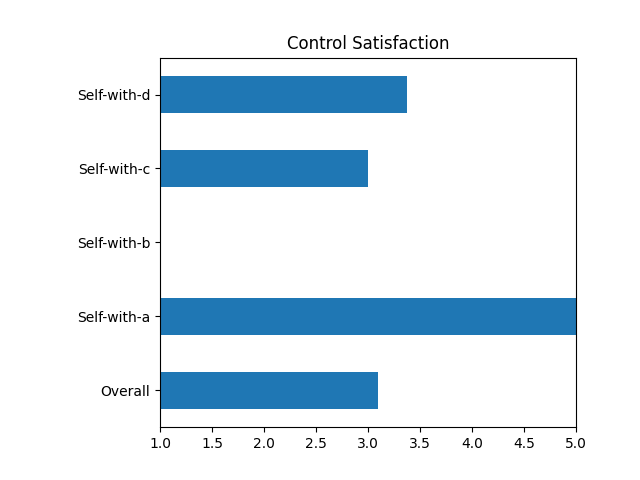 Control Satisfaction
Self-with-d
Self-with-c
Self-with-b
Self-with-a
Overall
1.0 1.5 2.0 2.5 3.0 3.5 4.0 4.5 5.0